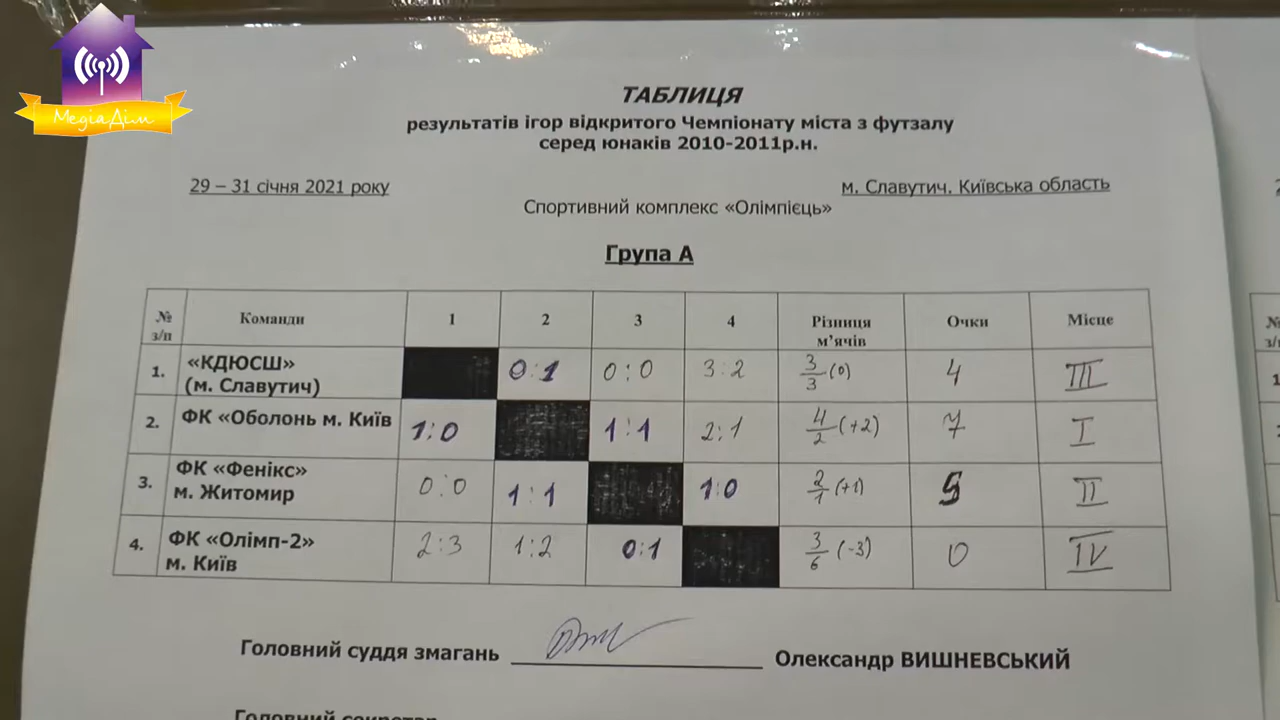 МедіаДім
ТАБЛИЦЯ
результатів ігор відкритого Чемпіонату міста з футзалу
серед юнаків 2010-2011р.н.
29 – 31 січня 2021 року
м. Славутич. Київська область
Спортивний комплекс «Олімпієць»
Група А
№ з/п Команди 1 2 3 4 Різниця м'ячів Очки Місце
1. «КДЮСШ» (м. Славутич) 0:1 0:0 3:2 3/3 (0) 4 III
2. ФК «Оболонь м. Київ 1:0 1:1 2:1 4/2 (+2) 7 I
3. ФК «Фенікс» м. Житомир 0:0 1:1 1:0 2/1 (+1) 5 II
4. ФК «Олімп-2» м. Київ 2:3 1:2 0:1 3/6 (-3) 0 IV
Головний суддя змагань Олександр ВИШНЕВСЬКИЙ
Головний секретар